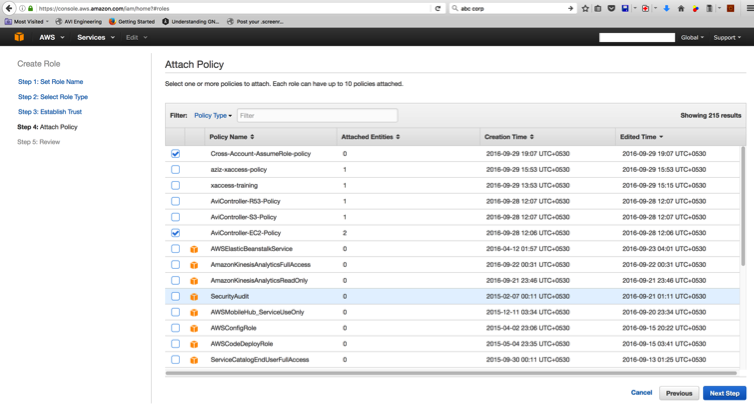 https://console.aws.amazon.com/iam/home?#roles
abc corp
Most Visited
AVI Engineering
Getting Started
Understanding GN...
Post your .screenr...
AWS
Services
Edit
Global
Support
Create Role
Step 1: Set Role Name
Step 2: Select Role Type
Step 3: Establish Trust
Step 4: Attach Policy
Step 5: Review
Attach Policy
Select one or more policies to attach. Each role can have up to 10 policies attached.
Filter: Policy Type Filter Showing 215 results
Policy Name Attached Entities Creation Time Edited Time
Cross-Account-AssumeRole-policy 0 2016-09-29 19:07 UTC+0530 2016-09-29 19:07 UTC+0530
aziz-xaccess-policy 1 2016-09-29 15:53 UTC+0530 2016-09-29 15:53 UTC+0530
xaccess-training 1 2016-09-29 13:53 UTC+0530 2016-09-29 15:15 UTC+0530
AviController-R53-Policy 1 2016-09-28 12:07 UTC+0530 2016-09-28 12:07 UTC+0530
AviController-S3-Policy 1 2016-09-28 12:07 UTC+0530 2016-09-28 12:07 UTC+0530
AviController-EC2-Policy 2 2016-09-28 12:06 UTC+0530 2016-09-28 12:06 UTC+0530
AWSElasticBeanstalkService 0 2016-04-12 01:57 UTC+0530 2016-09-23 04:01 UTC+0530
AmazonKinesisAnalyticsFullAccess 0 2016-09-22 00:31 UTC+0530 2016-09-22 00:31 UTC+0530
AmazonKinesisAnalyticsReadOnly 0 2016-09-21 23:46 UTC+0530 2016-09-21 23:46 UTC+0530
SecurityAudit 0 2015-02-07 00:11 UTC+0530 2016-09-21 01:11 UTC+0530
AWSMobileHub_ServiceUseOnly 0 2015-12-11 03:34 UTC+0530 2016-09-20 23:34 UTC+0530
AWSConfigRole 0 2015-04-02 23:06 UTC+0530 2016-09-15 20:22 UTC+0530
AWSCodeDeployRole 0 2015-05-04 23:35 UTC+0530 2016-09-15 03:41 UTC+0530
ServiceCatalogEndUserFullAccess 0 2015-09-30 00:11 UTC+0530 2016-09-13 01:25 UTC+0530
Cancel Previous Next Step